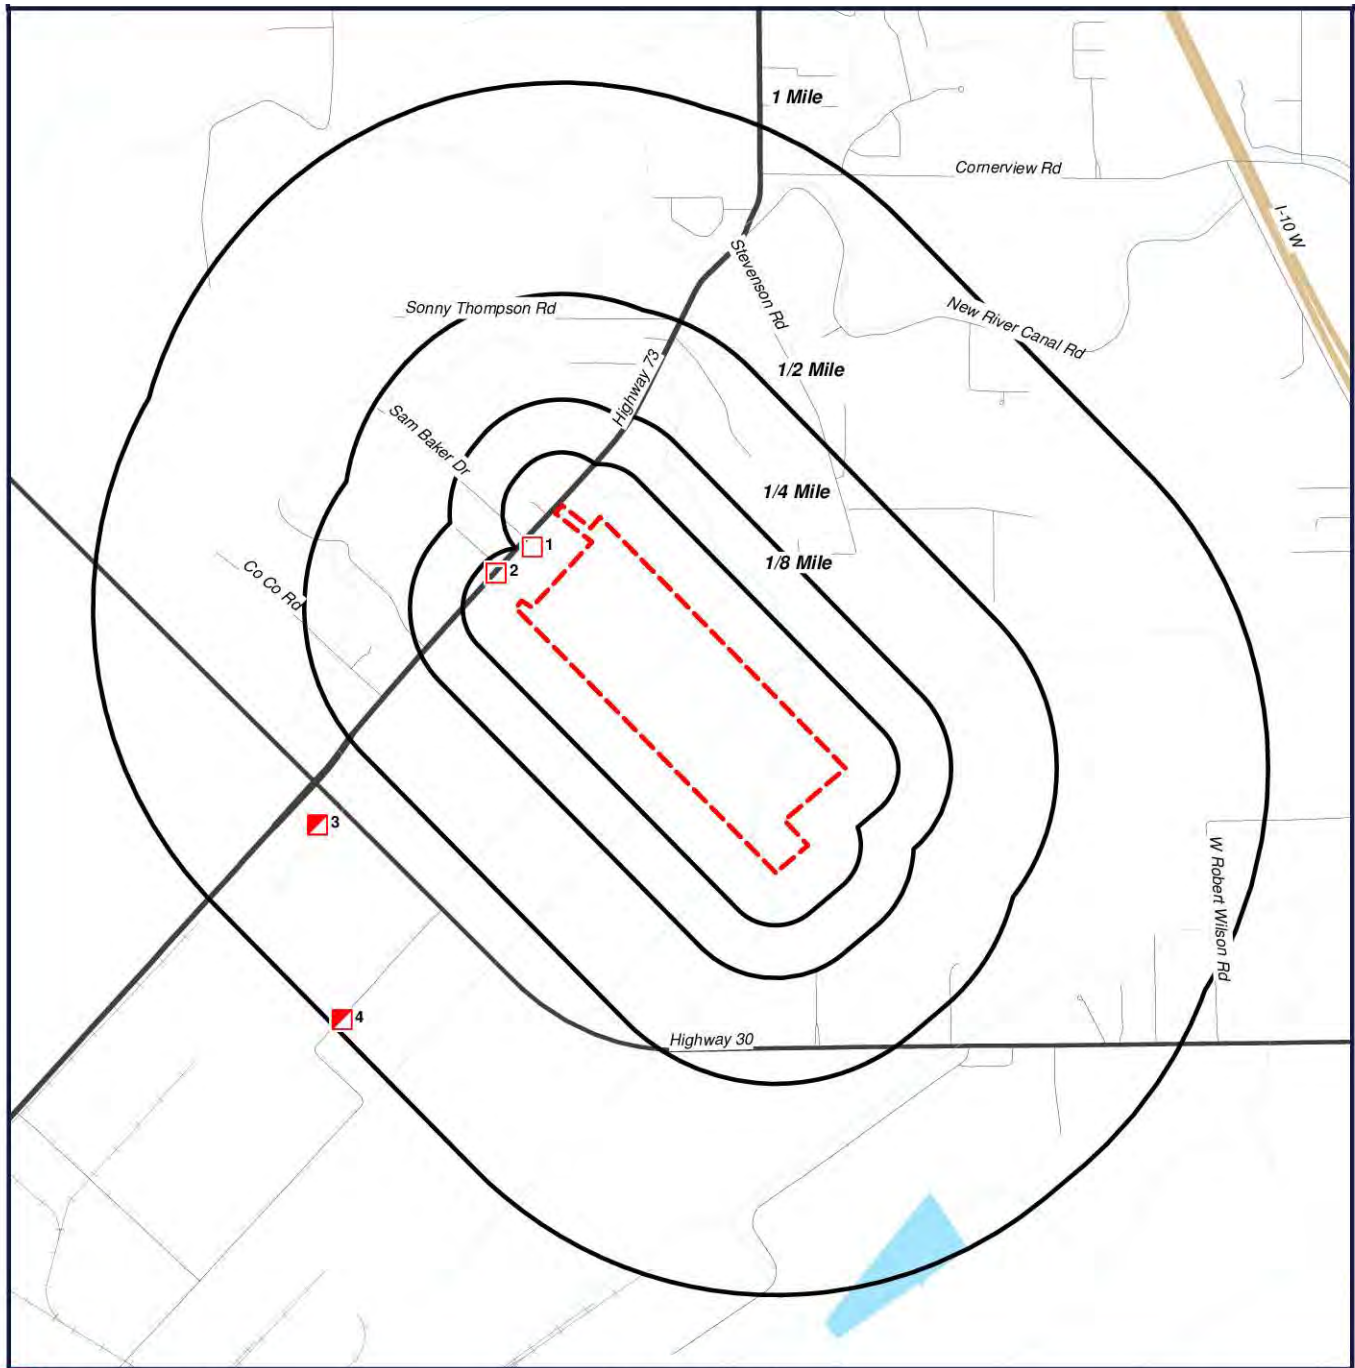 1 Mile
Cornerview Rd
I-10 W
Stevenson Rd
Sonny Thompson Rd
New River Canal Rd
Highway 73
1/2 Mile
Sam Baker Dr
1/4 Mile
1
1/8 Mile
2
Co Co Rd
3
W Robert Wilson Rd
4
Highway 30